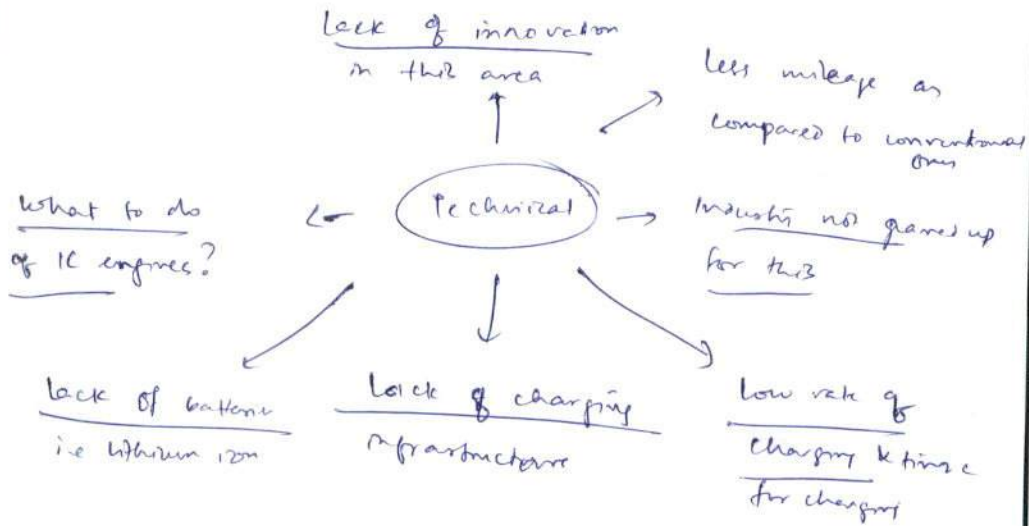 Lack of innovation
in this area
Less mileage as
compared to conventional
ones
Technical
What to do
of IC engines?
Industry not geared up
for this
Lack of batterie
i.e lithium ion
Lack of charging
infrastructure
Low rate of
charging & time
for charging